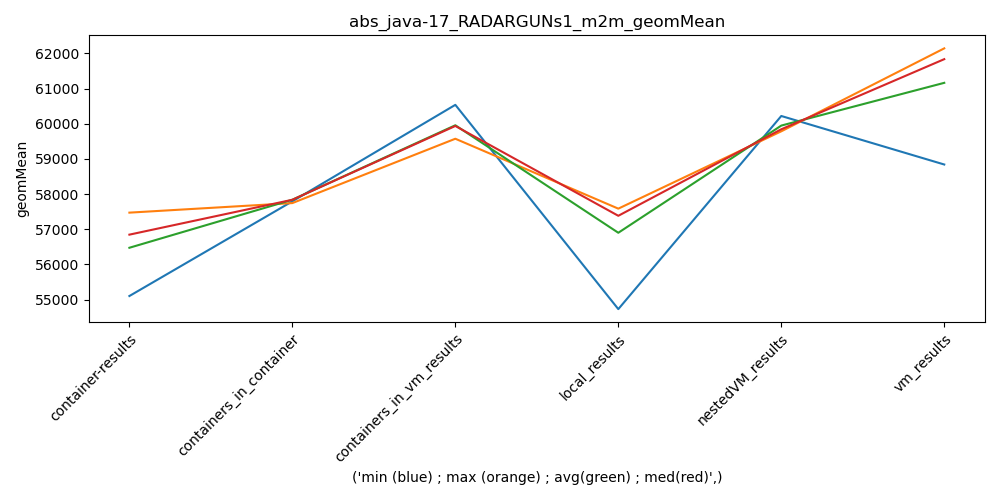 abs_java-17_RADARGUNs1_m2m_geomMean
62000
61000
60000
59000
58000
57000
56000
55000
geomMean
container-results
containers_in_container
containers_in_vm_results
local_results
nestedVM_results
vm_results
('min (blue) ; max (orange) ; avg(green) ; med(red)',)